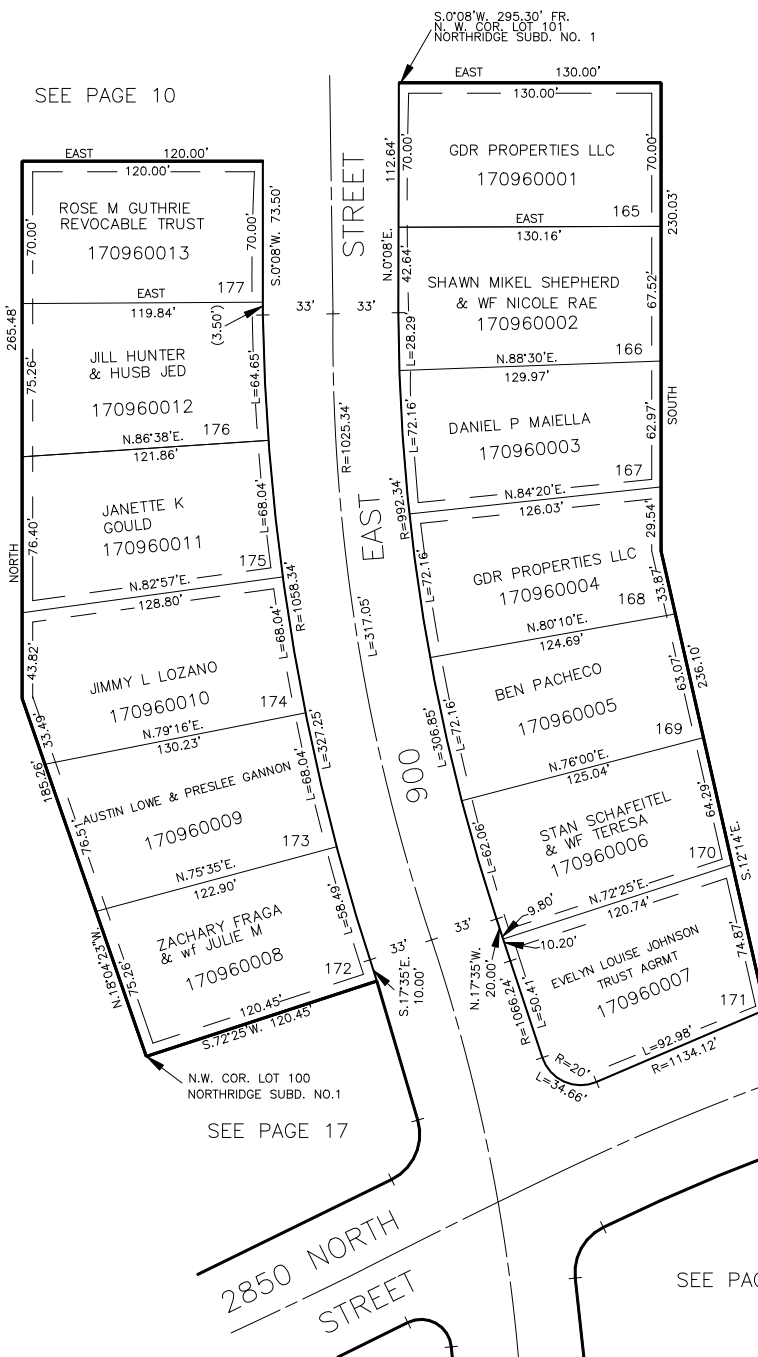 S.0°08'W. 295.30' FR.
N. W. COR. LOT 101
NORTHRIDGE SUBD. NO. 1
SEE PAGE 10
EAST 130.00'
130.00'
112.64'
70.00'
GDR PROPERTIES LLC
170960001
70.00'
165
230.03'
EAST
130.16'
N.0°08'E.
42.64'
SHAWN MIKEL SHEPHERD
& WF NICOLE RAE
170960002
67.52'
166
L=28.29'
N.88°30'E.
129.97'
SOUTH
L=72.16'
DANIEL P MAIELLA
170960003
62.97'
167
N.84°20'E.
126.03'
R=992.34'
29.54'
L=72.16'
GDR PROPERTIES LLC
170960004
33.87'
168
N.80°10'E.
124.69'
63.07'
236.10'
L=306.85'
L=72.16'
BEN PACHECO
170960005
169
N.76°00'E.
125.04'
L=62.06'
STAN SCHAFEITEL
& WF TERESA
170960006
64.29'
170
S.12°14'E.
N.72°25'E.
120.74'
9.80'
10.20'
N.17°35'W.
20.00'
R=1066.24'
L=50.41'
EVELYN LOUISE JOHNSON
TRUST AGRMT
170960007
74.87'
171
L=92.98'
R=1134.12'
R=20'
L=34.66'
EAST 120.00'
120.00'
ROSE M GUTHRIE
REVOCABLE TRUST
170960013
70.00'
70.00'
S.0°08'W. 73.50'
177
EAST
119.84'
(3.50')
33' 33'
265.48'
75.26'
JILL HUNTER
& HUSB JED
170960012
L=64.65'
176
N.86°38'E.
121.86'
JANETTE K
GOULD
170960011
NORTH
76.40'
L=68.04'
175
N.82°57'E.
128.80'
R=1058.34'
43.82'
JIMMY L LOZANO
170960010
L=68.04'
174
N.79°16'E.
130.23'
33.49'
185.26'
AUSTIN LOWE & PRESLEE GANNON
170960009
76.51'
L=68.04'
L=327.25'
173
N.75°35'E.
122.90'
ZACHARY FRAGA
& wf JULIE M
170960008
L=58.49'
172
N.18°04'23"W.
75.26'
120.45'
S.72°25'W. 120.45'
S.17°35'E.
10.00'
33' 33'
N.W. COR. LOT 100
NORTHRIDGE SUBD. NO.1
SEE PAGE 17
R=1025.34'
L=317.05'
900 EAST STREET
2850 NORTH
STREET
SEE PAG